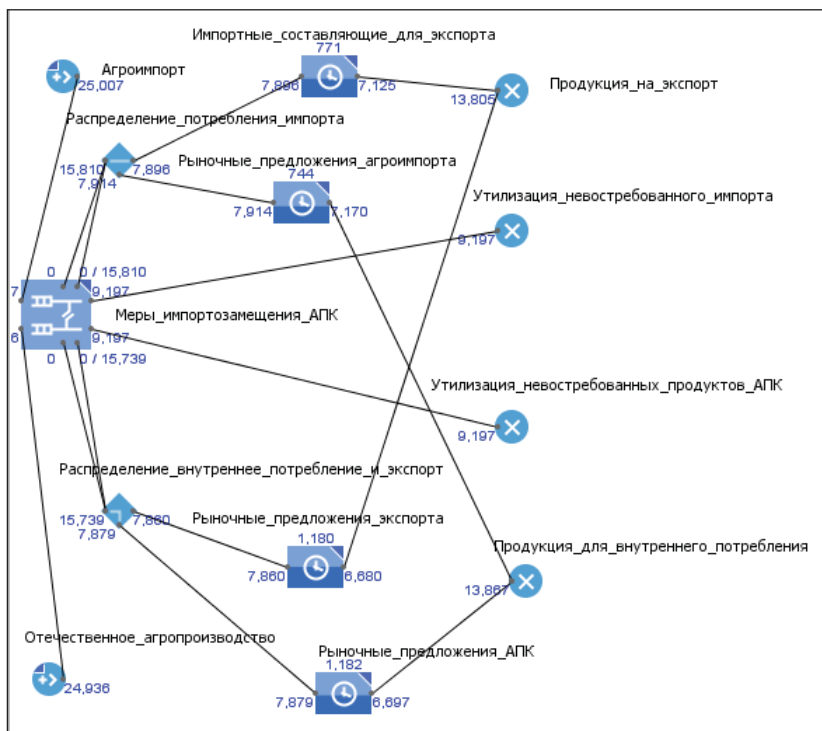 Импортные_составляющие_для_экспорта
771
Агроимпорт
25,007
7,896
7,125
13,805
Продукция_на_экспорт
Распределение_потребления_импорта
15,810
7,896
7,914
Рыночные_предложения_агроимпорта
744
7,914
7,170
Утилизация_невостребованного_импорта
9,197
0
0 / 15,810
7
9,197
Меры_импортозамещения_АПК
6
9,197
0
0 / 15,739
Утилизация_невостребованных_продуктов_АПК
9,197
Распределение_внутреннее_потребление_и_экспорт
15,739
7,860
7,879
Рыночные_предложения_экспорта
1,180
7,860
6,680
Продукция_для_внутреннего_потребления
13,867
Отечественное_агропроизводство
24,936
Рыночные_предложения_АПК
1,182
7,879
6,697